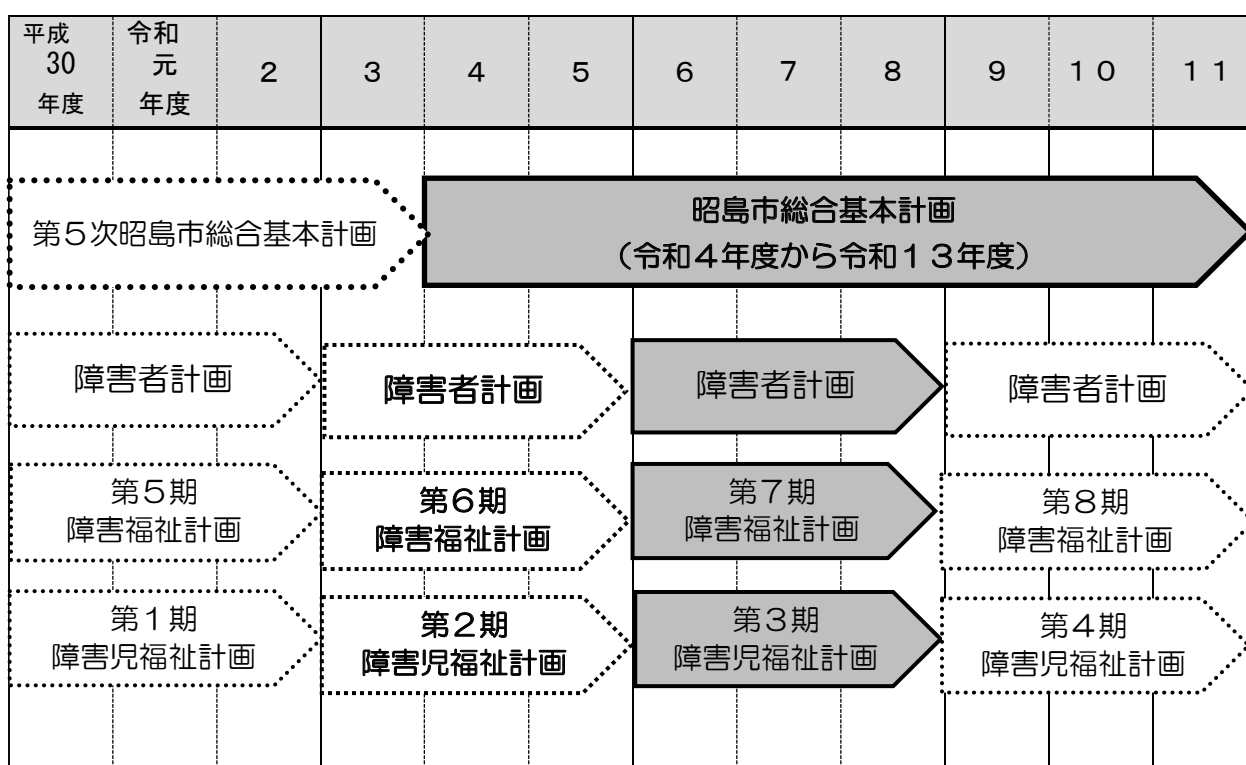 平成
30
年度
令和
元
年度
２
３
４
５
６
７
８
９
１０
１１
第５次昭島市総合基本計画
昭島市総合基本計画
（令和４年度から令和１３年度）
障害者計画
障害者計画
障害者計画
障害者計画
第５期
障害福祉計画
第６期
障害福祉計画
第７期
障害福祉計画
第８期
障害福祉計画
第１期
障害児福祉計画
第２期
障害児福祉計画
第３期
障害児福祉計画
第４期
障害児福祉計画